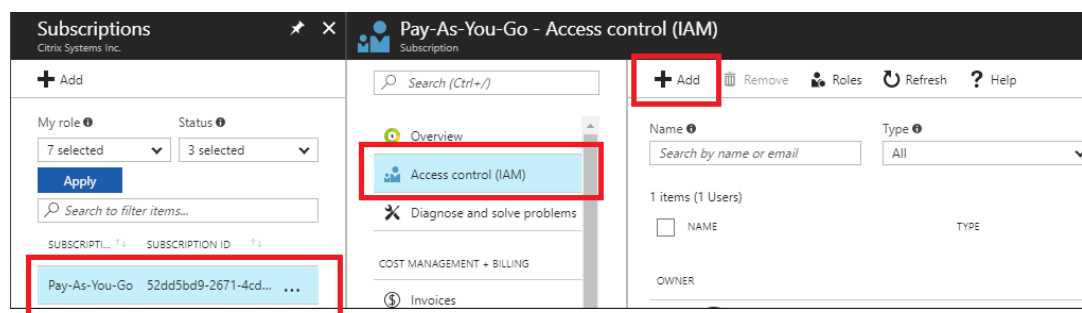 Subscriptions
Citrix Systems Inc.
Add
My role
Status
7 selected
3 selected
Apply
Search to filter items...
SUBSCRIPTI...
SUBSCRIPTION ID
Pay-As-You-Go
52dd5bd9-2671-4cd...
...
Pay-As-You-Go - Access control (IAM)
Subscription
Search (Ctrl+/)
Overview
Access control (IAM)
Diagnose and solve problems
COST MANAGEMENT + BILLING
Invoices
Add
Remove
Roles
Refresh
? Help
Name
Type
Search by name or email
All
1 items (1 Users)
NAME
TYPE
OWNER